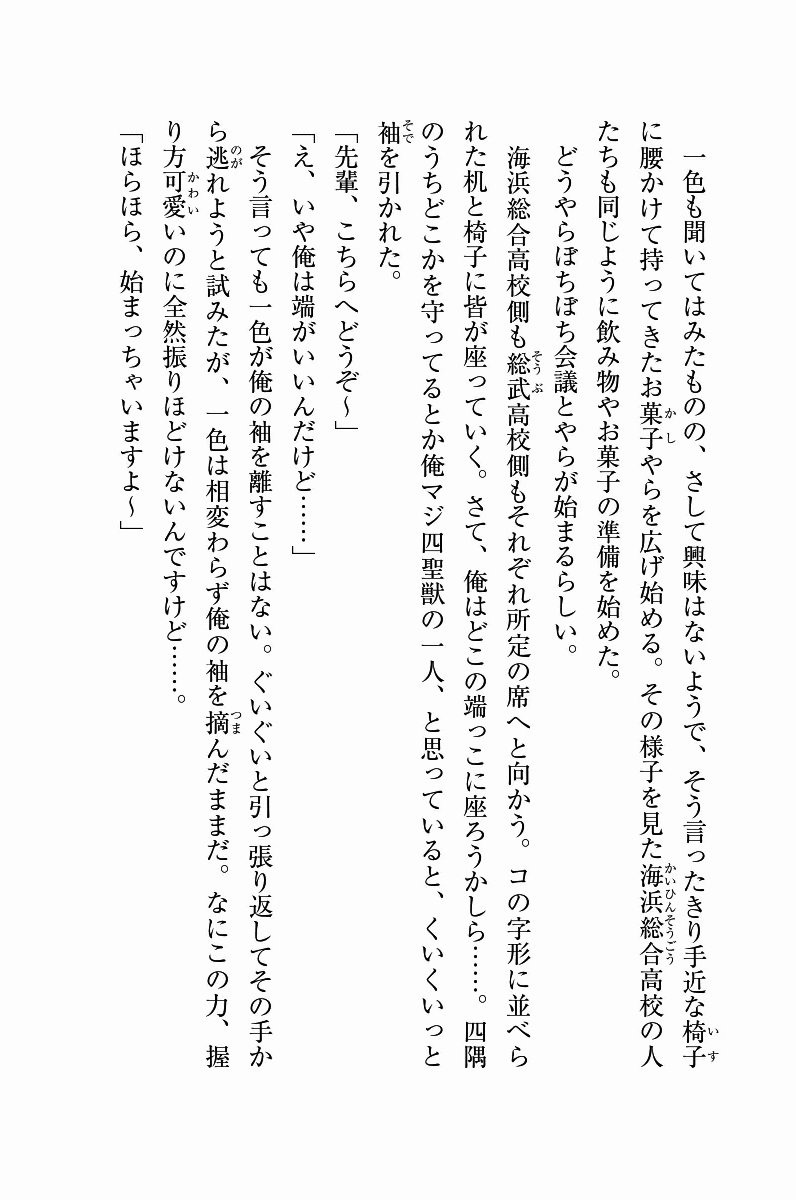 一色も聞いてはみたものの、さして興味はないようで、そう言ったきり手近な椅子
に腰かけて持ってきたお菓子やらを広げ始める。その様子を見た海浜総合高校の人
たちも同じように飲み物やお菓子の準備を始めた。
　どうやらぼちぼち会議とやらが始まるらしい。
　海浜総合高校側も総武高校側もそれぞれ所定の席へと向かう。コの字形に並べら
れた机と椅子に皆が座っていく。さて、俺はどこの端っこに座ろうかしら……。四隅
のうちどこかを守ってるとか俺マジ四聖獣の一人、と思っていると、くいくいっと
袖を引かれた。
「先輩、こちらへどうぞ〜」
「え、いや俺は端がいいんだけど……」
　そう言っても一色が俺の袖を離すことはない。ぐいぐいと引っ張り返してその手か
ら逃れようと試みたが、一色は相変わらず俺の袖を摘んだままだ。なにこの力、握
り方可愛いのに全然振りほどけないんですけど……。
「ほらほら、始まっちゃいますよ〜」